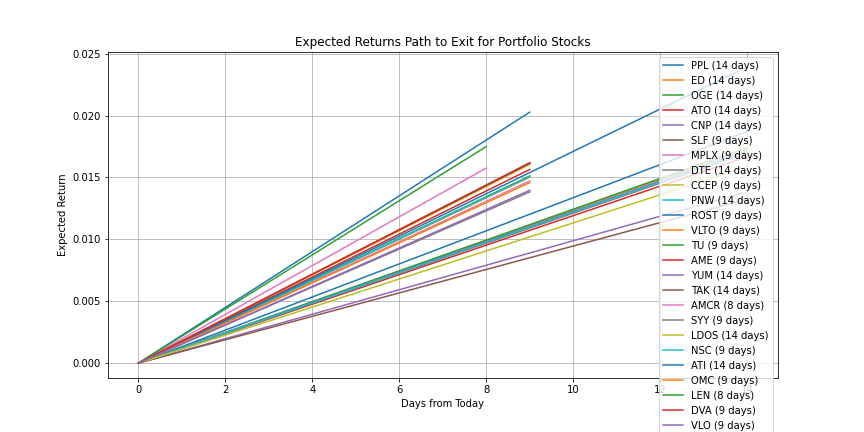 Expected Returns Path to Exit for Portfolio Stocks
Expected Return
0.025
0.020
0.015
0.010
0.005
0.000
0 2 4 6 8 10 12 14
Days from Today
PPL (14 days)
ED (14 days)
OGE (14 days)
ATO (14 days)
CNP (14 days)
SLF (9 days)
MPLX (9 days)
DTE (14 days)
CCEP (9 days)
PNW (14 days)
ROST (9 days)
VLTO (9 days)
TU (9 days)
AME (9 days)
YUM (14 days)
TAK (14 days)
AMCR (8 days)
SYY (9 days)
LDOS (14 days)
NSC (9 days)
ATI (14 days)
OMC (9 days)
LEN (8 days)
DVA (9 days)
VLO (9 days)